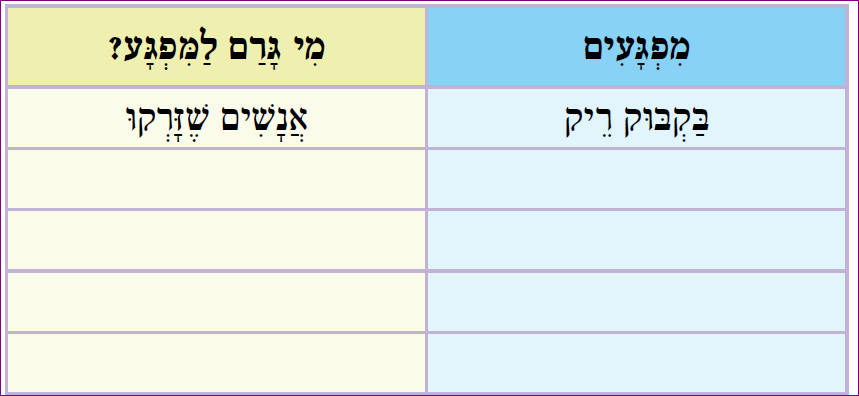 מִפְגָּעִים
מִי גָּרַם לַמִּפְגָּע?
בַּקְבּוּק רֵיק
אֲנָשִׁים שֶׁזָּרְקוּ